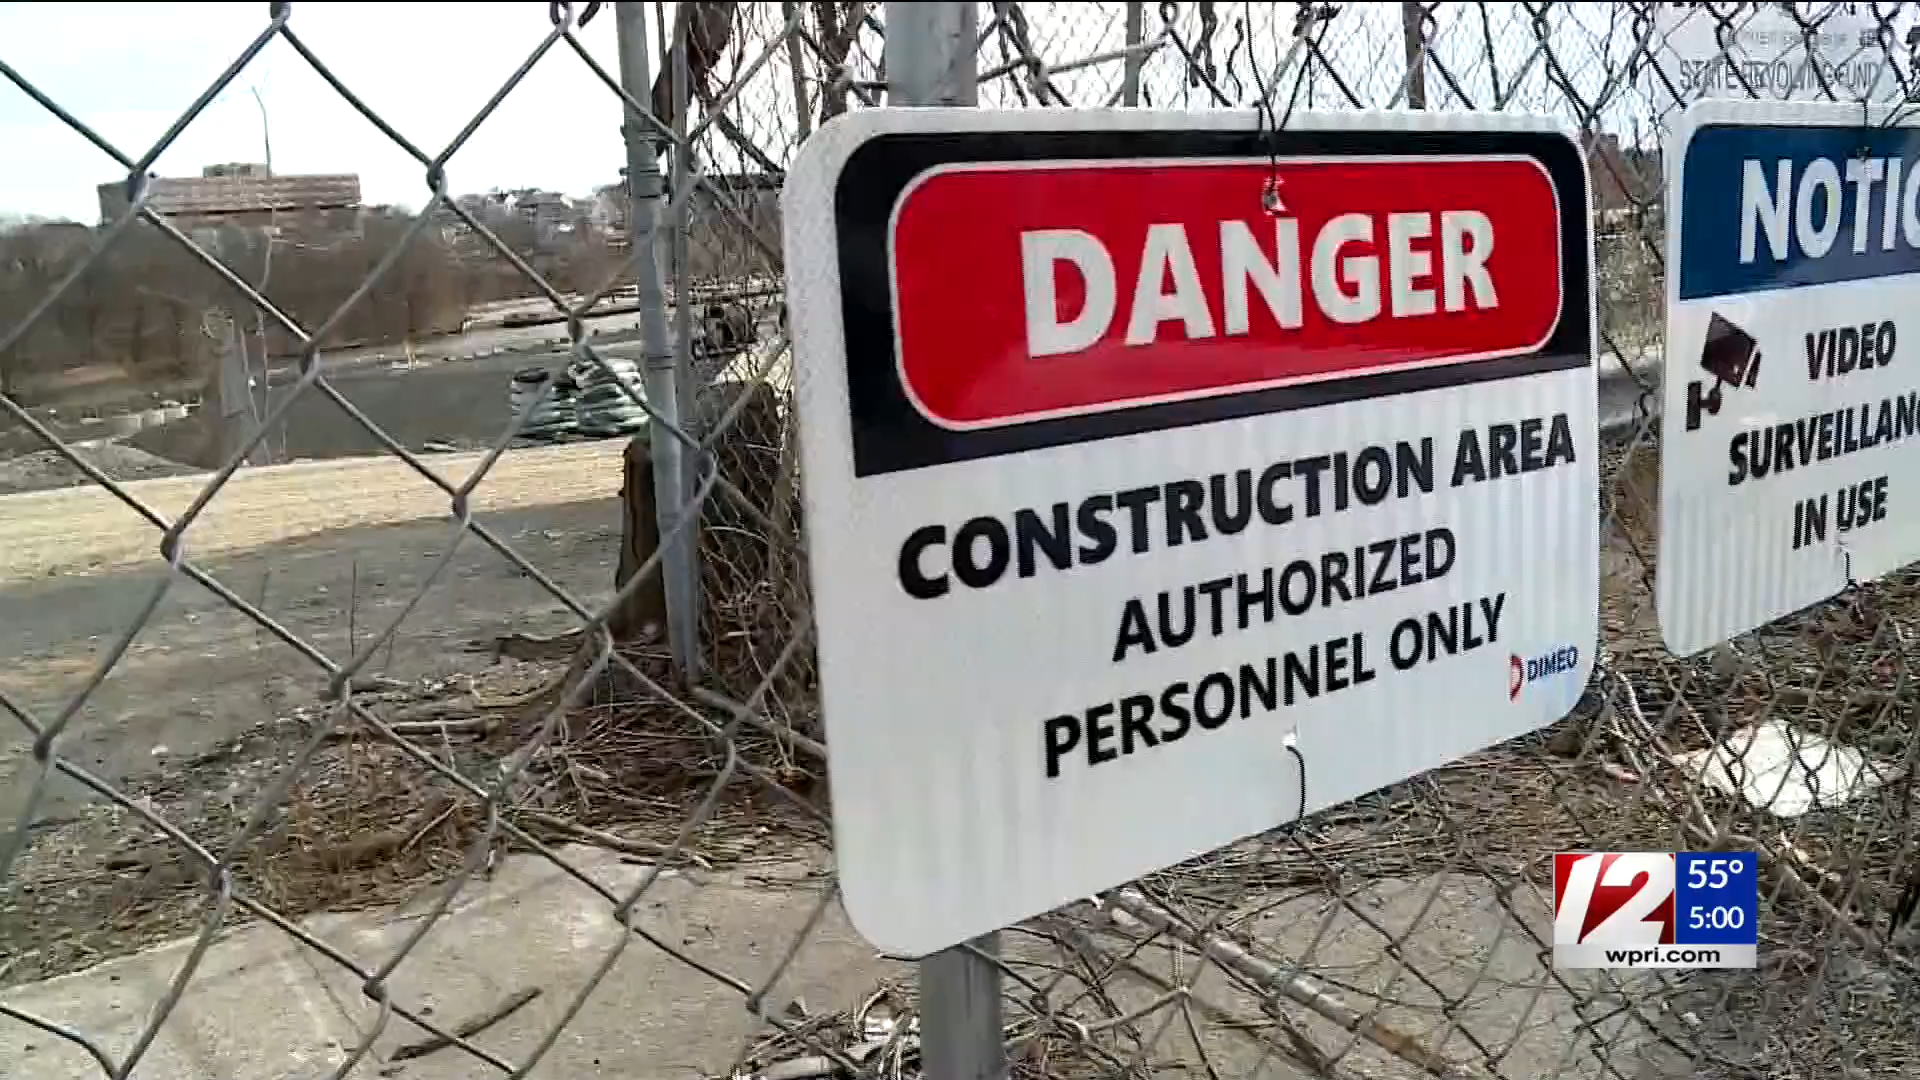 STATE REVOLVING FUND
DANGER
CONSTRUCTION AREA
AUTHORIZED
PERSONNEL ONLY
DIMEO
NOTIC
VIDEO
SURVEILLANC
IN USE
12
55°
5:00
wpri.com